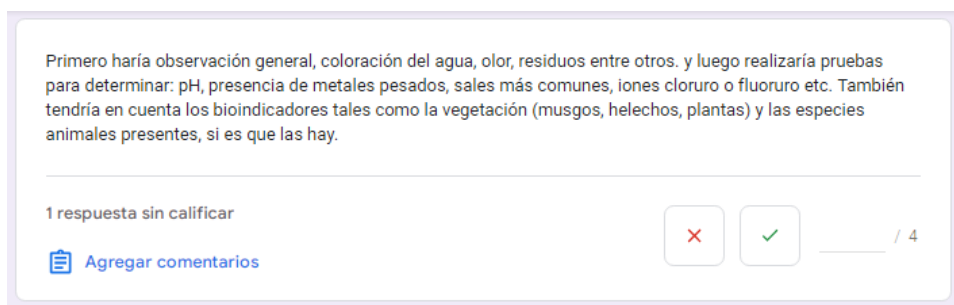 Primero haría observación general, coloración del agua, olor, residuos entre otros. y luego realizaría pruebas
para determinar: pH, presencia de metales pesados, sales más comunes, iones cloruro o fluoruro etc. También
tendría en cuenta los bioindicadores tales como la vegetación (musgos, helechos, plantas) y las especies
animales presentes, si es que las hay.
1 respuesta sin calificar
/ 4
Agregar comentarios